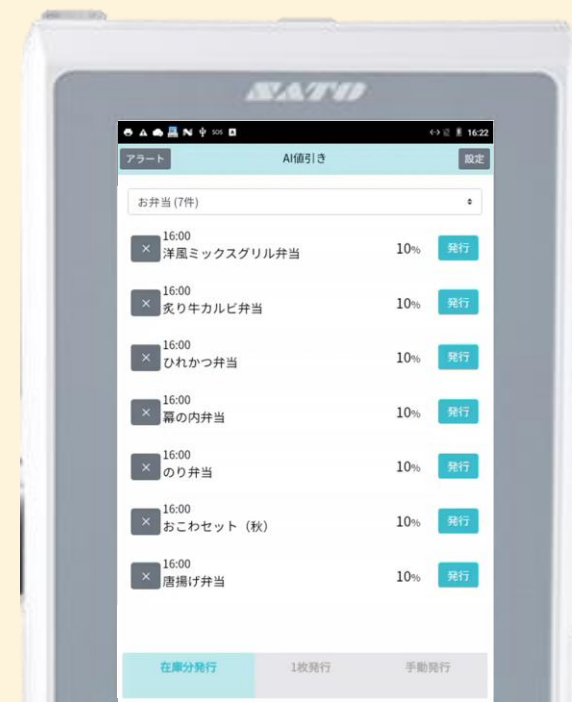 SATO
SOS A 16:22
アラート AI値引き 設定
お弁当 (7件)
16:00
× 洋風ミックスグリル弁当 10% 発行
16:00
× 炙り牛カルビ弁当 10% 発行
16:00
× ひれかつ弁当 10% 発行
16:00
× 幕の内弁当 10% 発行
16:00
× のり弁当 10% 発行
16:00
× おこわセット（秋） 10% 発行
16:00
× 唐揚げ弁当 10% 発行
在庫分発行 1枚発行 手動発行